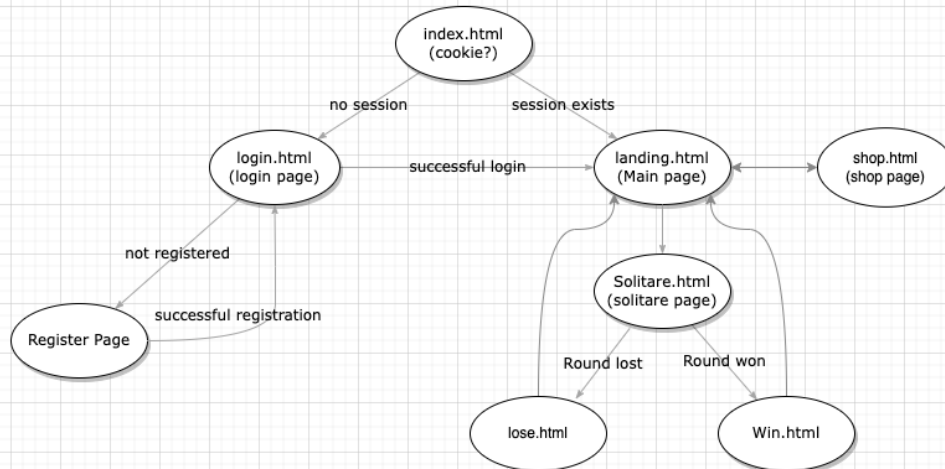 index.html
(cookie?)
no session
session exists
login.html
(login page)
successful login
landing.html
(Main page)
shop.html
(shop page)
not registered
successful registration
Register Page
Solitare.html
(solitare page)
Round lost
Round won
lose.html
Win.html